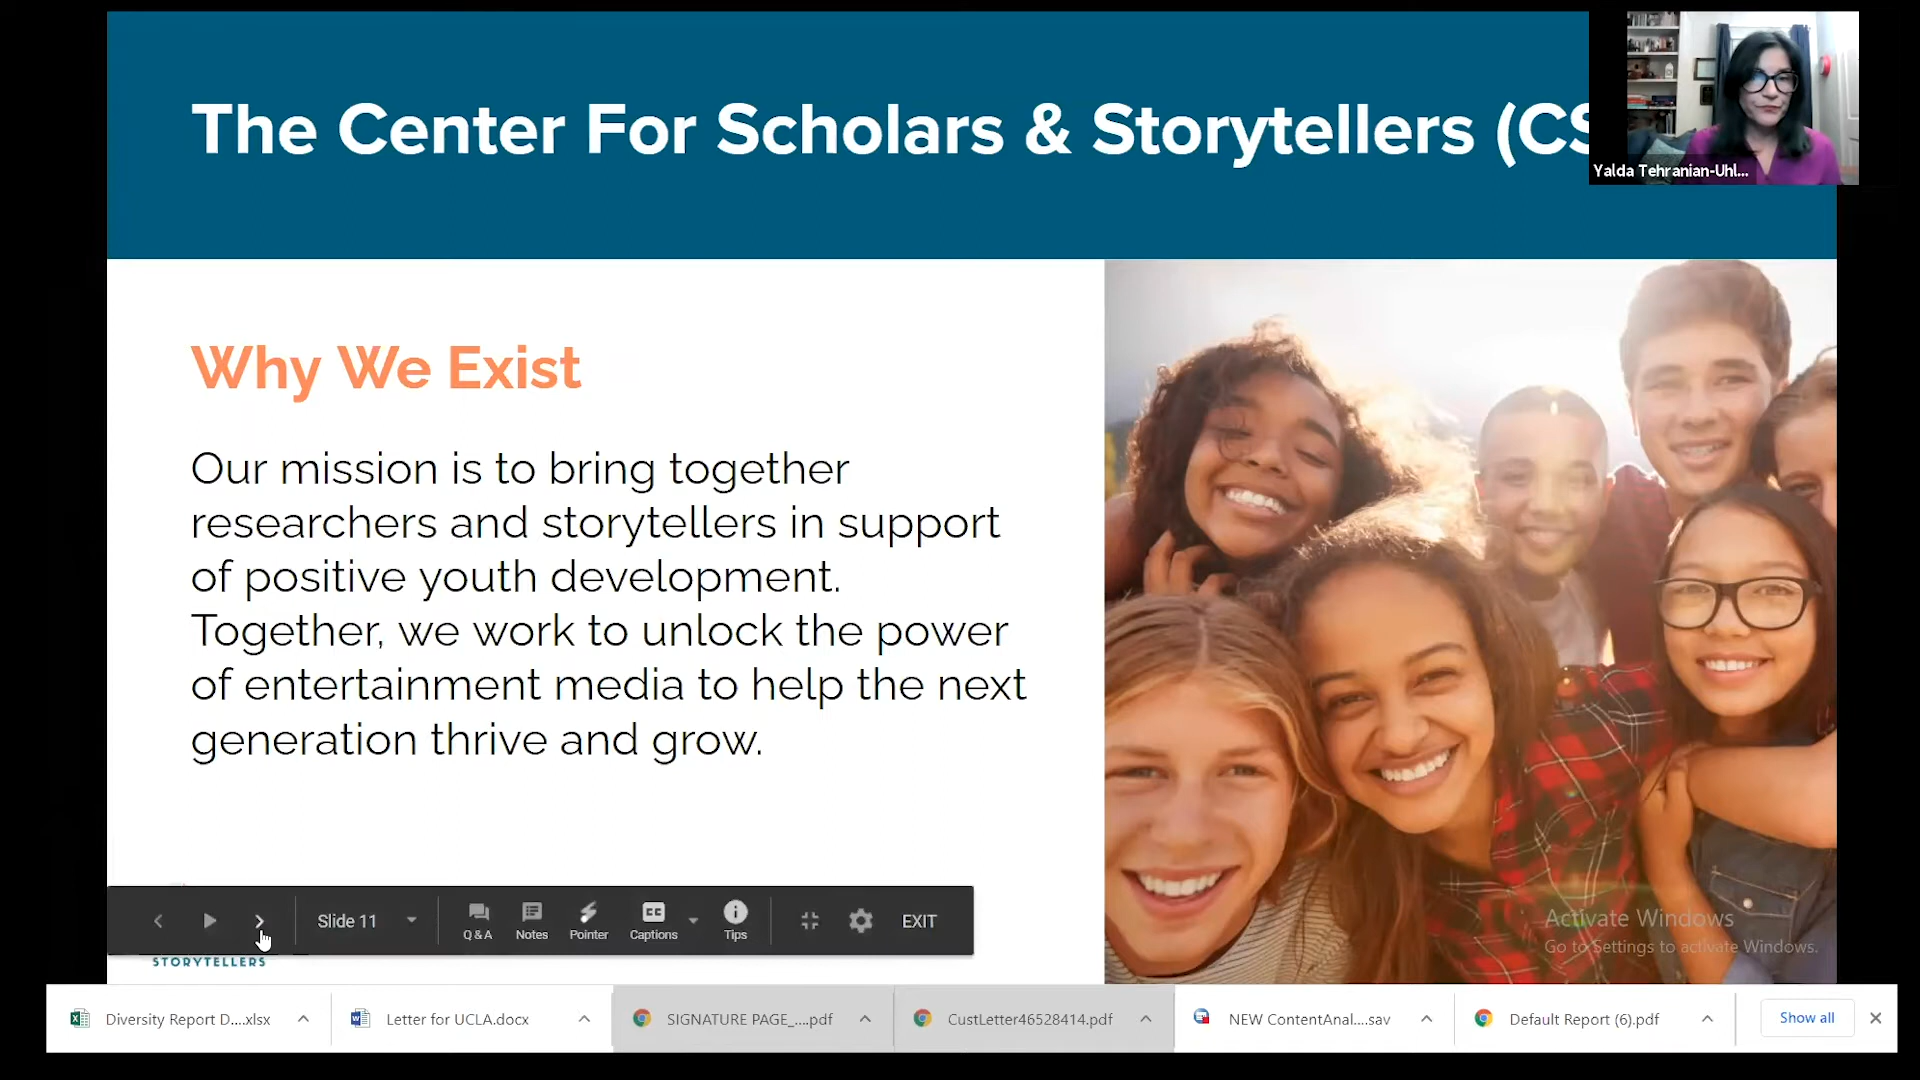 The Center For Scholars & Storytellers (CS
Yalda Tehranian-Uhl...
Why We Exist
Our mission is to bring together
researchers and storytellers in support
of positive youth development.
Together, we work to unlock the power
of entertainment media to help the next
generation thrive and grow.
Slide 11
Q&A
Notes
Pointer
Captions
Tips
EXIT
STORYTELLERS
Activate Windows
Go to Settings to activate Windows.
Diversity Report D....xlsx
Letter for UCLA.docx
SIGNATURE PAGE_....pdf
CustLetter46528414.pdf
NEW ContentAnal....sav
Default Report (6).pdf
Show all